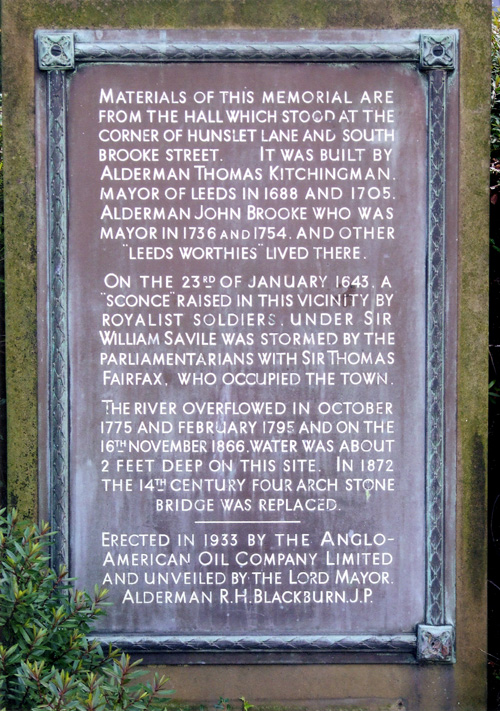 MATERIALS OF THIS MEMORIAL ARE
FROM THE HALL WHICH STOOD AT THE
CORNER OF HUNSLET LANE AND SOUTH
BROOKE STREET. IT WAS BUILT BY
ALDERMAN THOMAS KITCHINGMAN.
MAYOR OF LEEDS IN 1688 AND 1705.
ALDERMAN JOHN BROOKE WHO WAS
MAYOR IN 1736 AND 1754, AND OTHER
"LEEDS WORTHIES" LIVED THERE.
ON THE 23RD OF JANUARY 1643, A
"SCONCE" RAISED IN THIS VICINITY BY
ROYALIST SOLDIERS, UNDER SIR
WILLIAM SAVILE WAS STORMED BY THE
PARLIAMENTARIANS WITH SIR THOMAS
FAIRFAX, WHO OCCUPIED THE TOWN.
THE RIVER OVERFLOWED IN OCTOBER
1775 AND FEBRUARY 1795 AND ON THE
16TH NOVEMBER 1866. WATER WAS ABOUT
2 FEET DEEP ON THIS SITE. IN 1872
THE 14TH CENTURY FOUR ARCH STONE
BRIDGE WAS REPLACED.
ERECTED IN 1933 BY THE ANGLO-
AMERICAN OIL COMPANY LIMITED
AND UNVEILED BY THE LORD MAYOR.
ALDERMAN R.H.BLACKBURN.J.P.